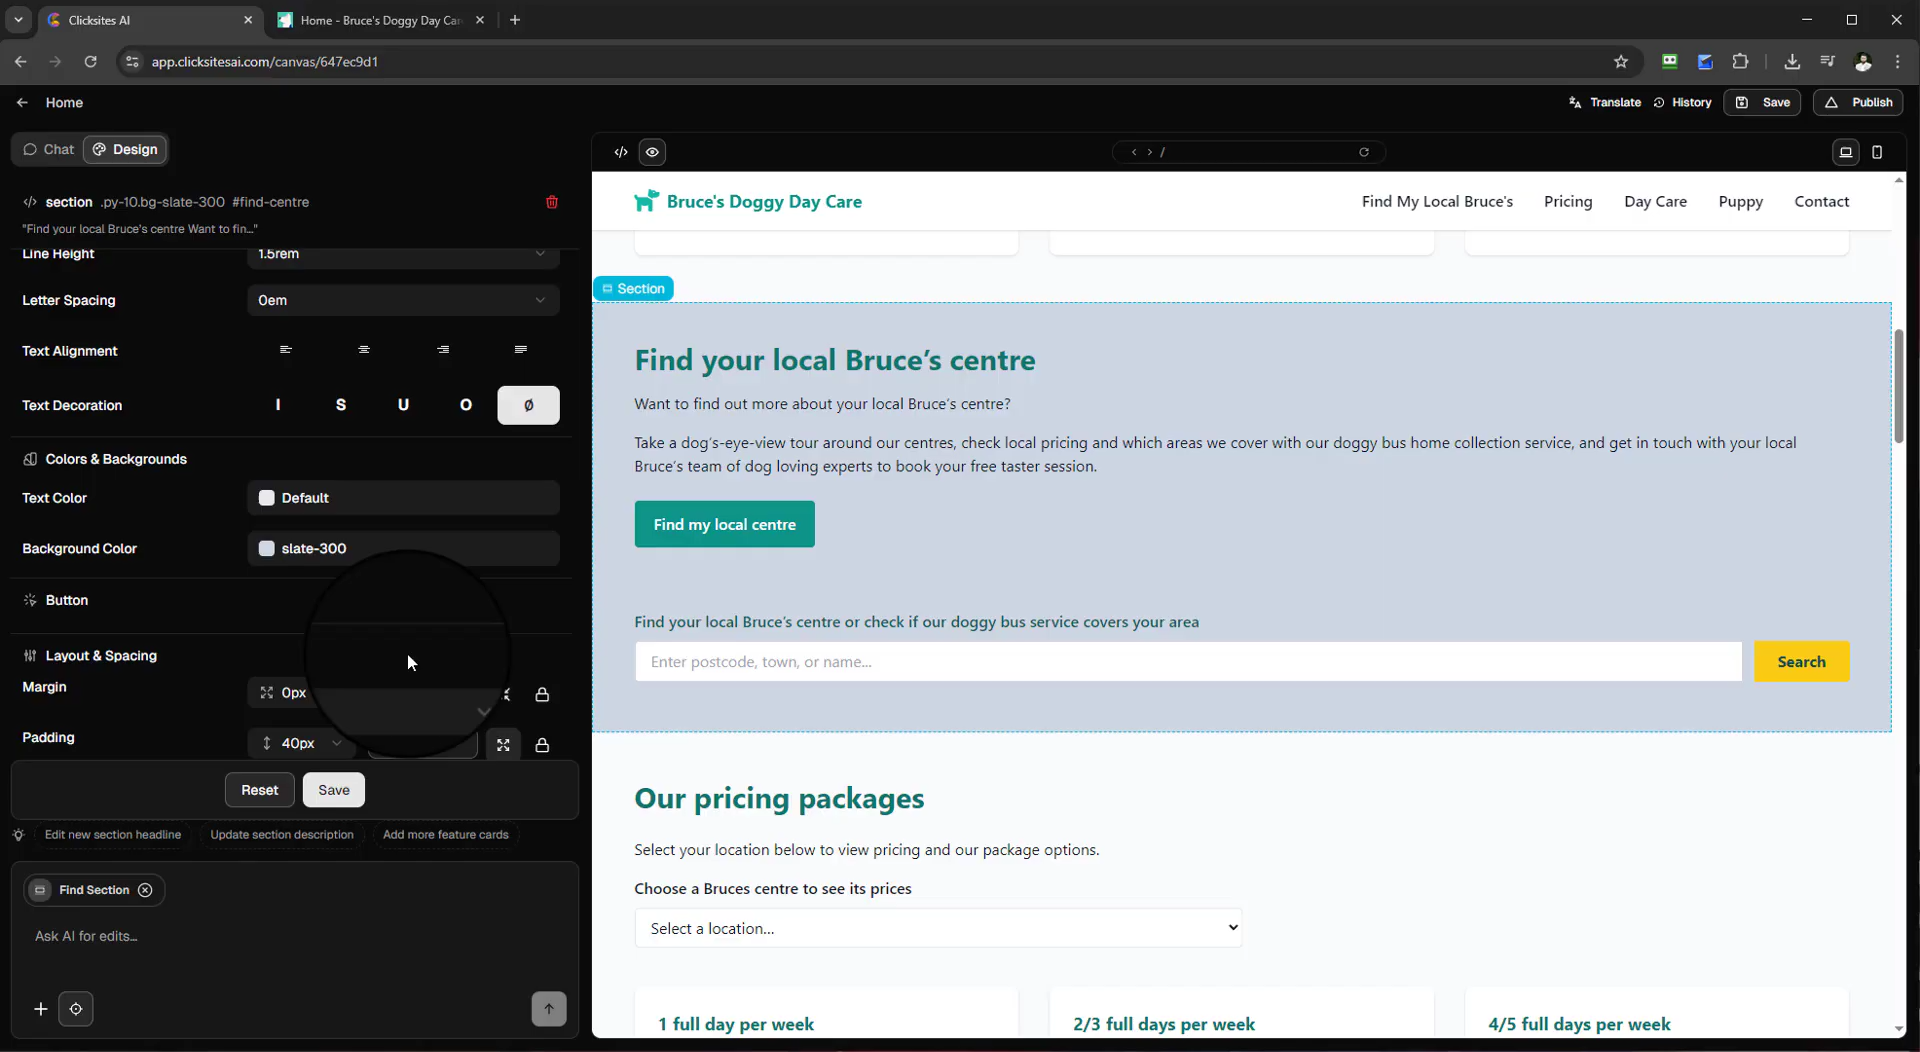 Clicksites AI
Home - Bruce's Doggy Day Car
app.clicksitesai.com/canvas/647ec9d1
Home
Translate
History
Save
Publish
Chat
Design
section .py-10.bg-slate-300 #find-centre
"Find your local Bruce's centre Want to fin..."
Line Height
1.5rem
Letter Spacing
0em
Text Alignment
Text Decoration
I
S
U
O
Ø
Colors & Backgrounds
Text Color
Default
Background Color
slate-300
Button
Layout & Spacing
Margin
0px
Padding
40px
Reset
Save
Edit new section headline
Update section description
Add more feature cards
Find Section
Ask AI for edits...
/
Bruce's Doggy Day Care
Find My Local Bruce's
Pricing
Day Care
Puppy
Contact
Section
Find your local Bruce’s centre
Want to find out more about your local Bruce’s centre?
Take a dog’s-eye-view tour around our centres, check local pricing and which areas we cover with our doggy bus home collection service, and get in touch with your local
Bruce’s team of dog loving experts to book your free taster session.
Find my local centre
Find your local Bruce’s centre or check if our doggy bus service covers your area
Enter postcode, town, or name...
Search
Our pricing packages
Select your location below to view pricing and our package options.
Choose a Bruces centre to see its prices
Select a location...
1 full day per week
2/3 full days per week
4/5 full days per week